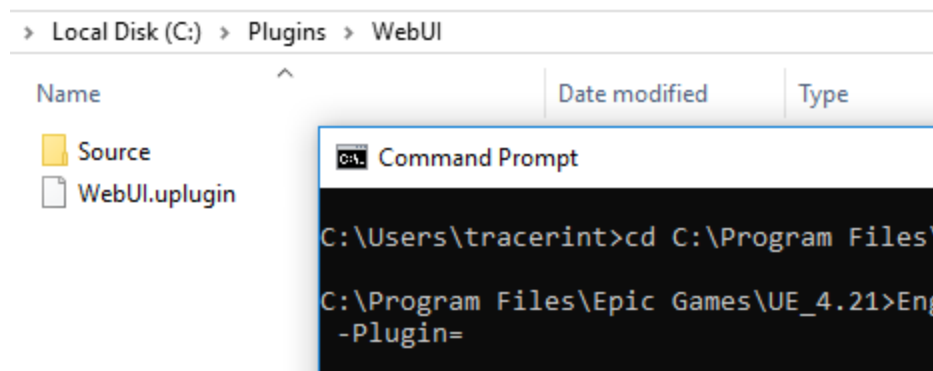 > Local Disk (C:) > Plugins > WebUI
Name Date modified Type
Source
WebUI.uplugin
Command Prompt
C:\Users\tracerint>cd C:\Program Files\
C:\Program Files\Epic Games\UE_4.21>Eng
-Plugin=